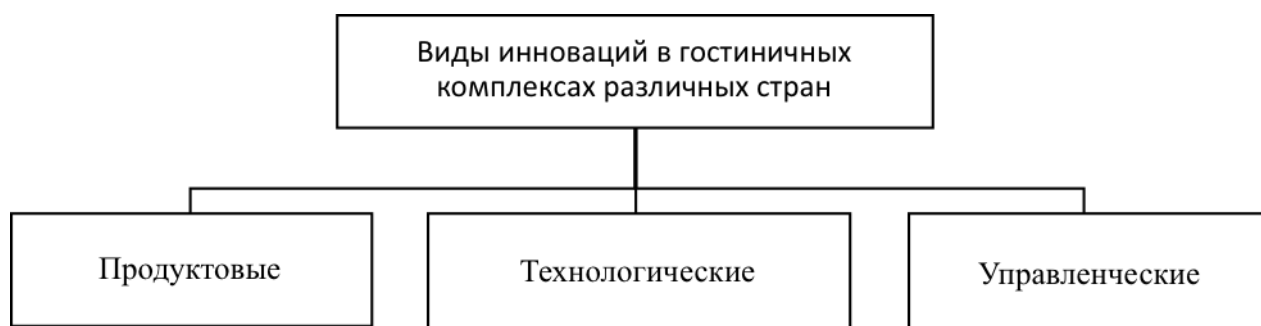 Виды инноваций в гостиничных
комплексах различных стран
Продуктовые
Технологические
Управленческие